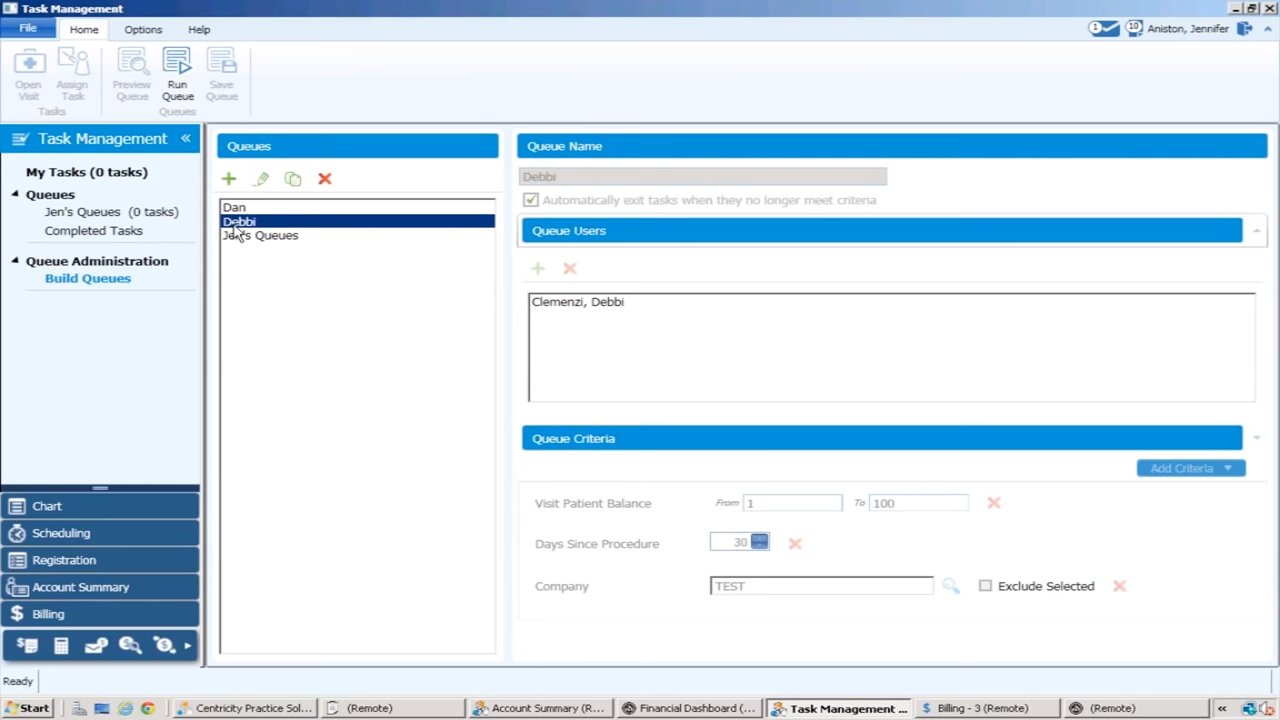 Task Management
File Home Options Help
1 10 Aniston, Jennifer
Open Visit
Assign Task
Preview Queue
Run Queue
Save Queue
Tasks
Queues
Task Management «
My Tasks (0 tasks)
Queues
Jen's Queues (0 tasks)
Completed Tasks
Queue Administration
Build Queues
Chart
Scheduling
Registration
Account Summary
Billing
Queues
Dan
Debbi
Jen's Queues
Queue Name
Debbi
Automatically exit tasks when they no longer meet criteria
Queue Users
Clemenzi, Debbi
Queue Criteria
Add Criteria
Visit Patient Balance From 1 To 100
Days Since Procedure 30
Company TEST Exclude Selected
Ready
Start Centricity Practice Sol... (Remote) Account Summary (R... Financial Dashboard (... Task Management ... Billing - 3 (Remote) (Remote) «